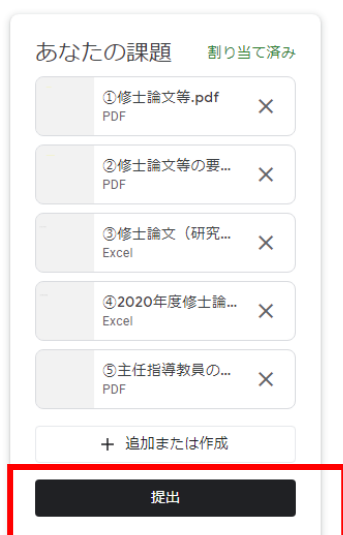 あなたの課題 割り当て済み
①修士論文等.pdf
PDF
②修士論文等の要...
PDF
③修士論文（研究...
Excel
④2020年度修士論...
Excel
⑤主任指導教員の...
PDF
＋ 追加または作成
提出